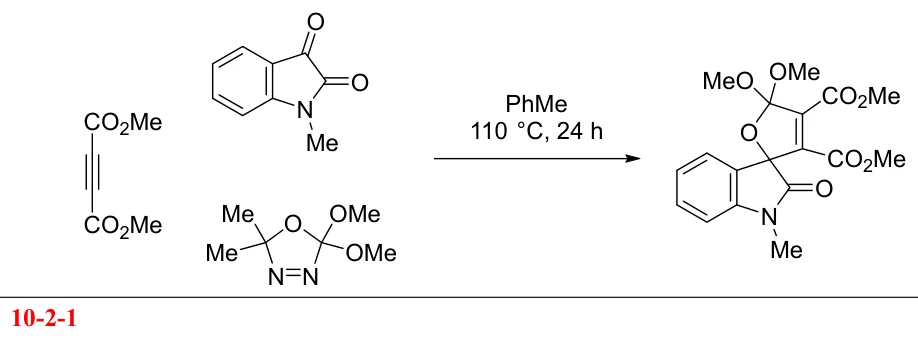 O
O
N
Me
CO₂Me
CO₂Me
Me
Me
O
OMe
OMe
N=N
PhMe
110 °C, 24 h
MeO
OMe
CO₂Me
O
CO₂Me
O
N
Me
10-2-1